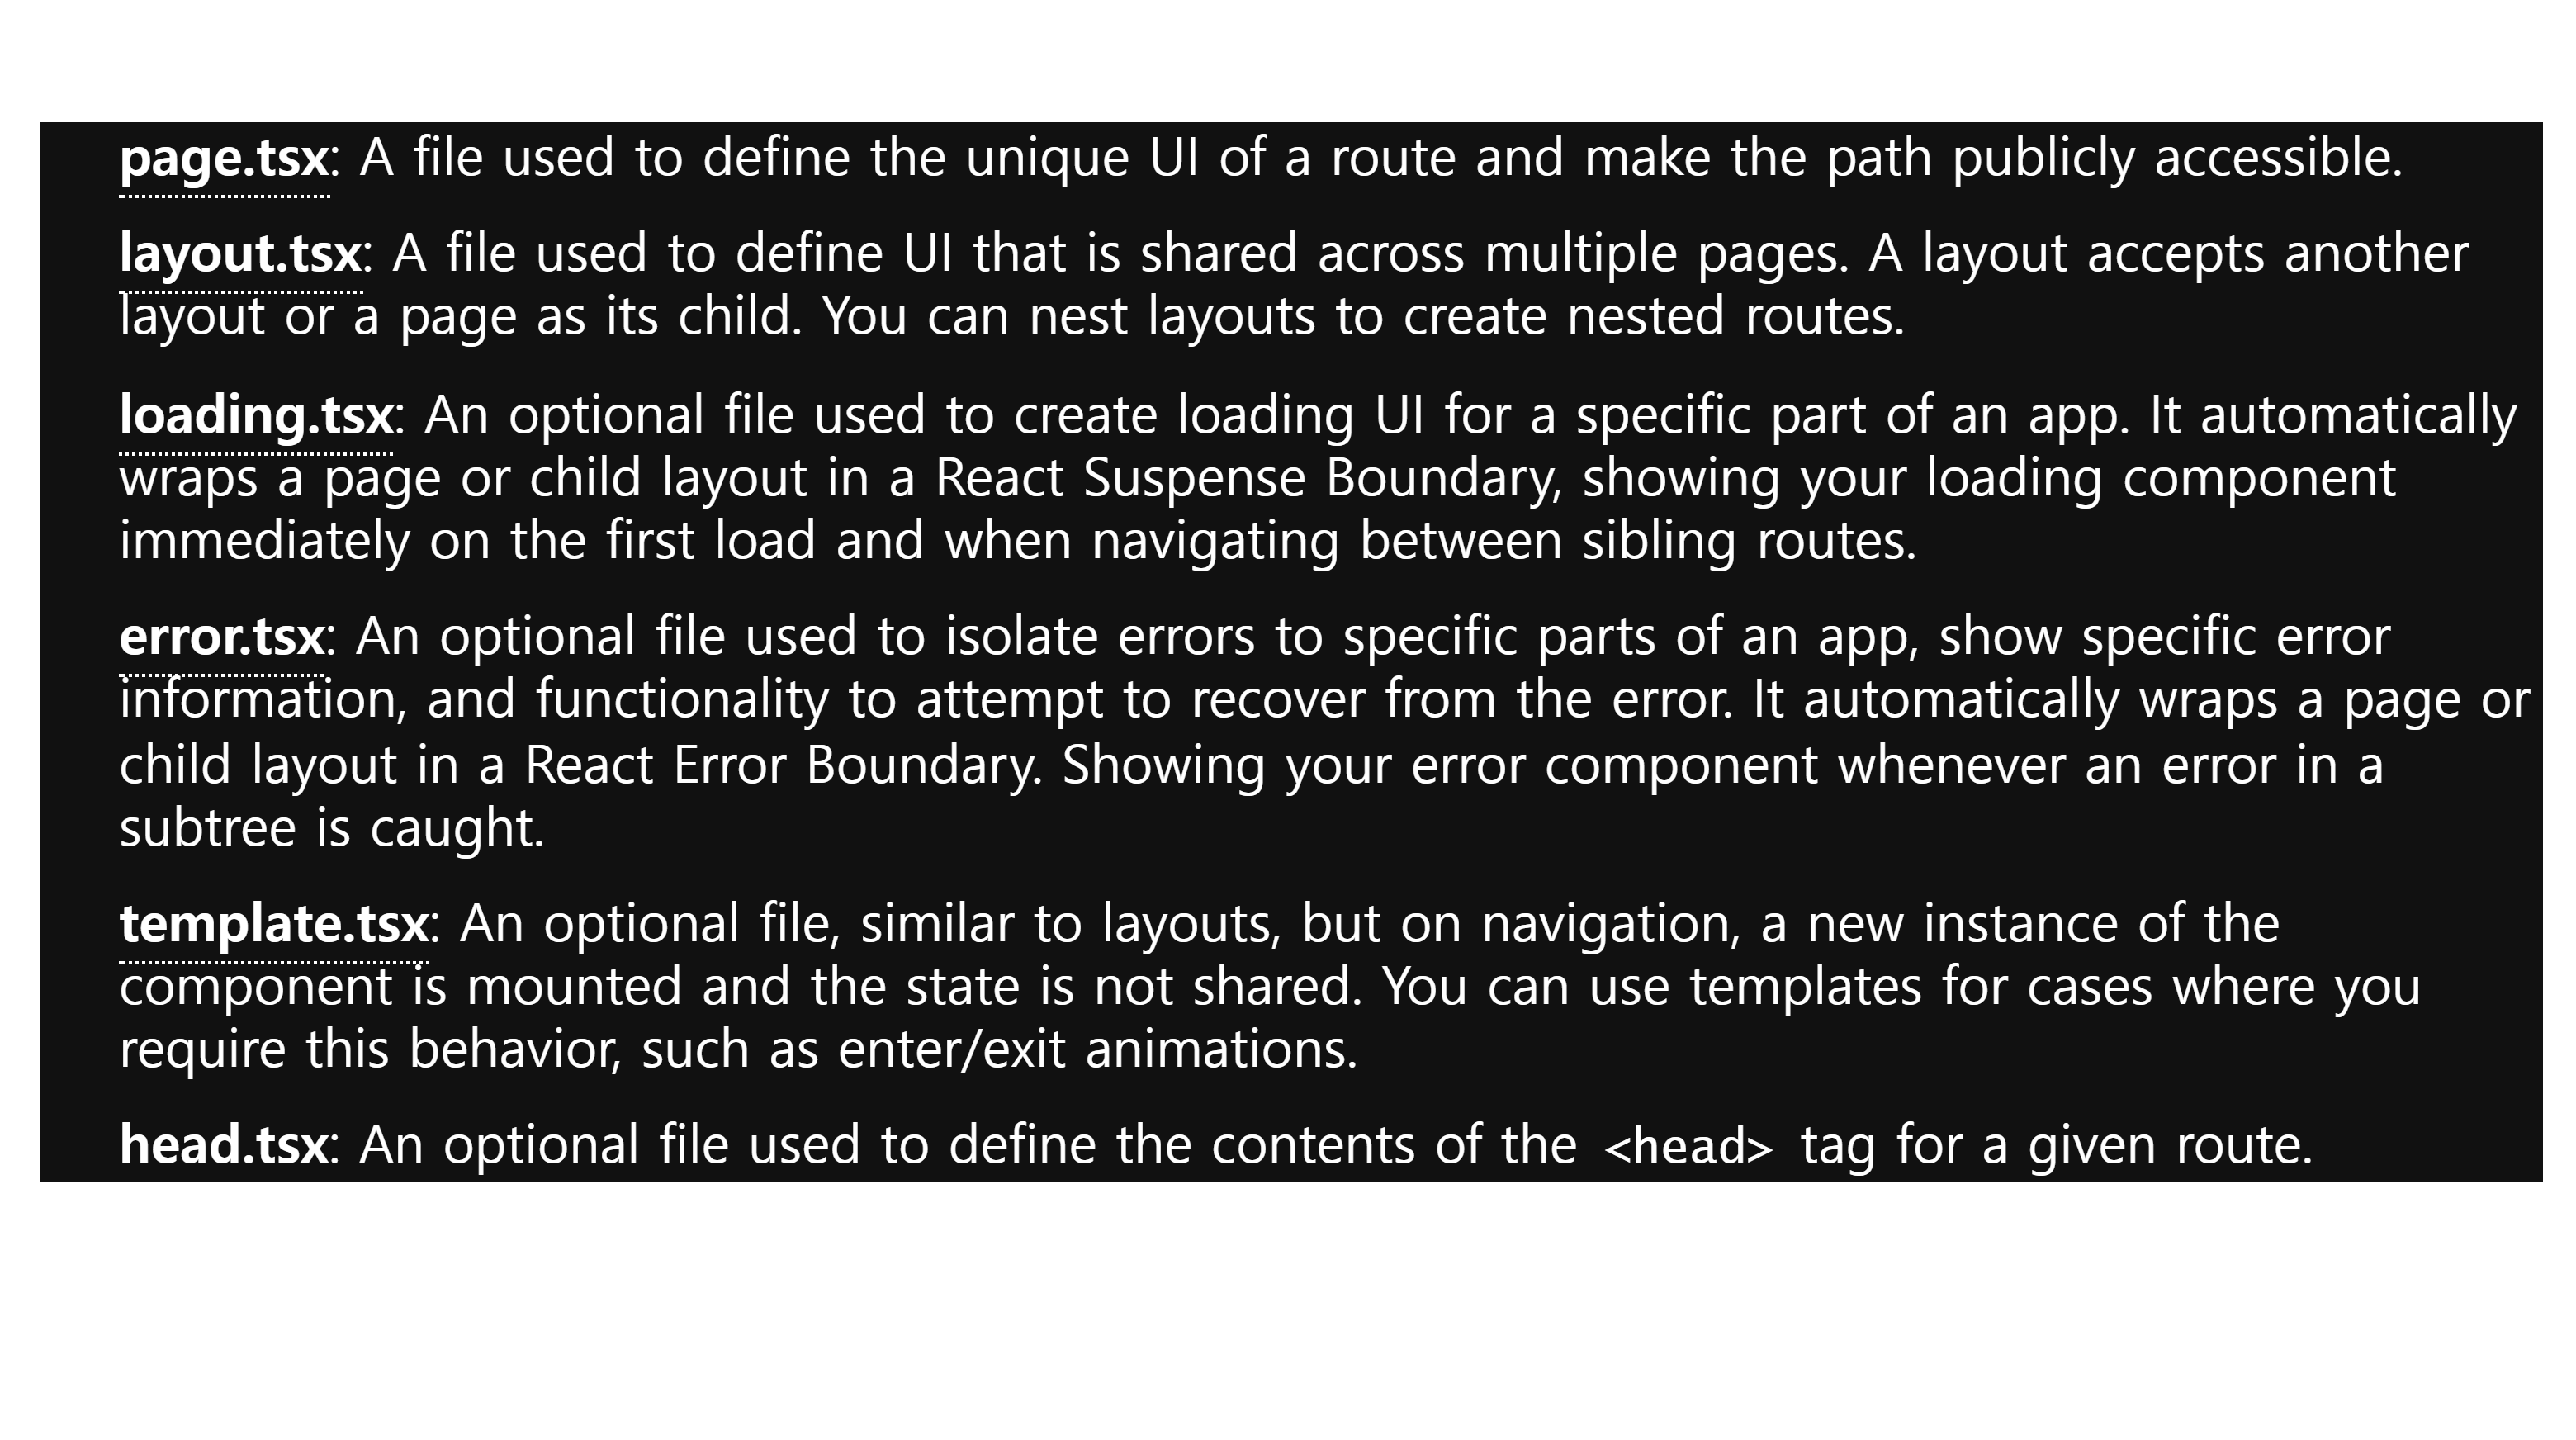 page.tsx: A file used to define the unique UI of a route and make the path publicly accessible.
layout.tsx: A file used to define UI that is shared across multiple pages. A layout accepts another
layout or a page as its child. You can nest layouts to create nested routes.
loading.tsx: An optional file used to create loading UI for a specific part of an app. It automatically
wraps a page or child layout in a React Suspense Boundary, showing your loading component
immediately on the first load and when navigating between sibling routes.
error.tsx: An optional file used to isolate errors to specific parts of an app, show specific error
information, and functionality to attempt to recover from the error. It automatically wraps a page or
child layout in a React Error Boundary. Showing your error component whenever an error in a
subtree is caught.
template.tsx: An optional file, similar to layouts, but on navigation, a new instance of the
component is mounted and the state is not shared. You can use templates for cases where you
require this behavior, such as enter/exit animations.
head.tsx: An optional file used to define the contents of the <head> tag for a given route.